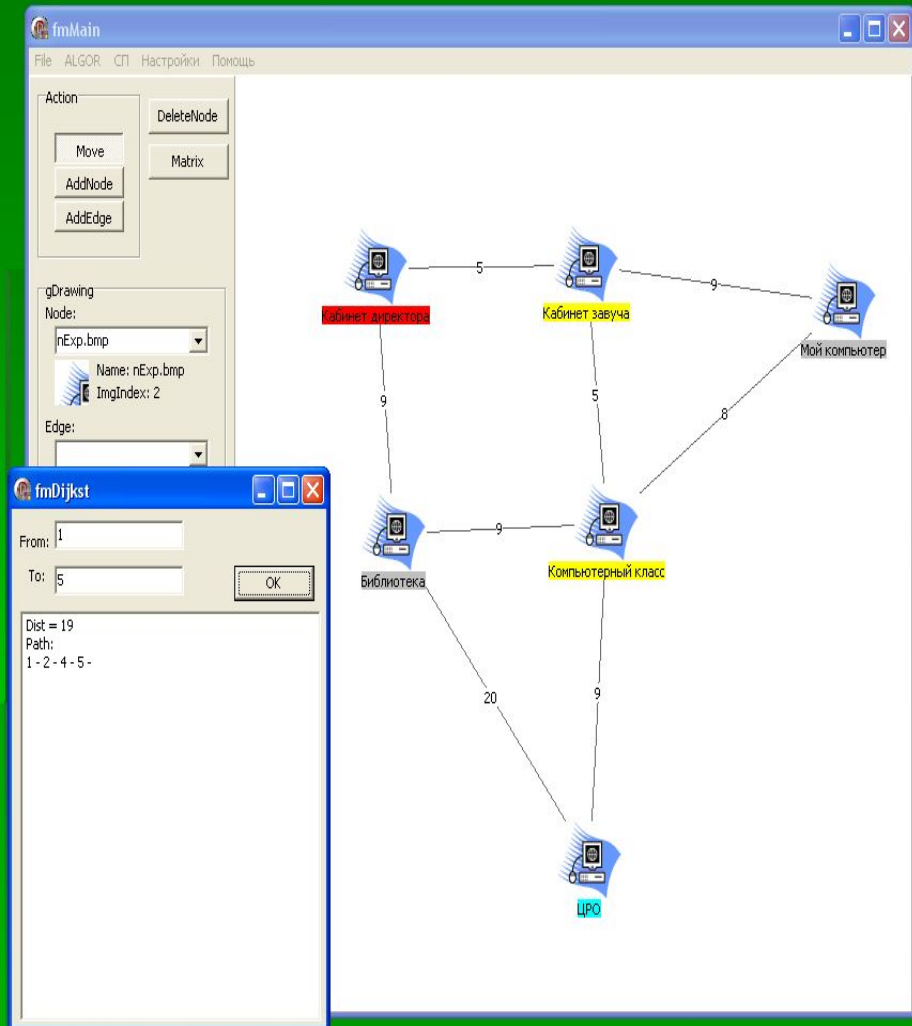 fmMain
File ALGOR СП Настройки Помощь
Action
Move
AddNode
AddEdge
DeleteNode
Matrix
gDrawing
Node:
nExp.bmp
Name: nExp.bmp
ImgIndex: 2
Edge:
5
9
Кабинет директора
Кабинет завуча
Мой компьютер
9
5
8
9
Библиотека
Компьютерный класс
20
9
ЦРО
fmDijkst
From: 1
To: 5
OK
Dist = 19
Path:
1 - 2 - 4 - 5 -